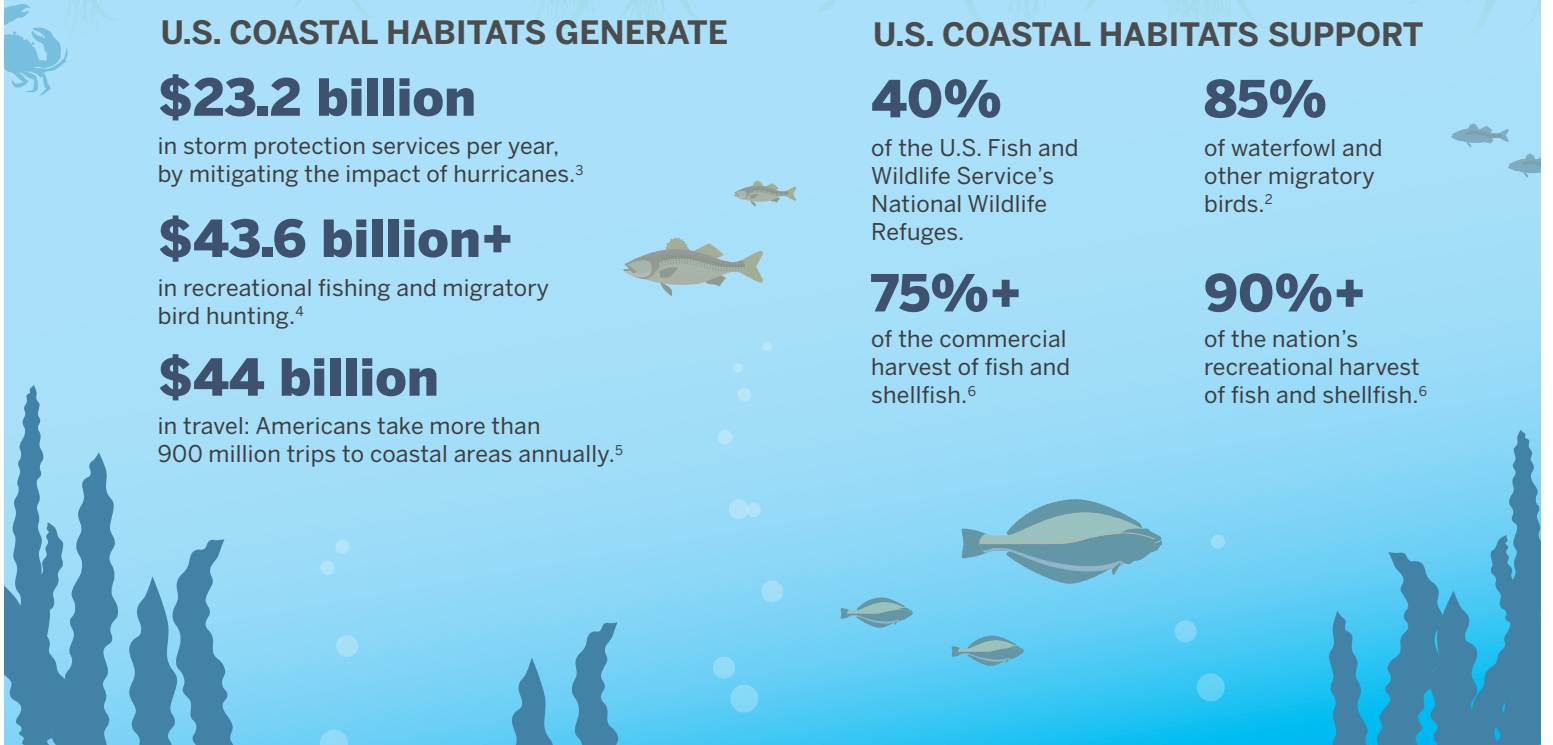 U.S. COASTAL HABITATS GENERATE
$23.2 billion
in storm protection services per year,
by mitigating the impact of hurricanes.³
$43.6 billion+
in recreational fishing and migratory
bird hunting.⁴
$44 billion
in travel: Americans take more than
900 million trips to coastal areas annually.⁵
U.S. COASTAL HABITATS SUPPORT
40%
of the U.S. Fish and
Wildlife Service’s
National Wildlife
Refuges.
85%
of waterfowl and
other migratory
birds.²
75%+
of the commercial
harvest of fish and
shellfish.⁶
90%+
of the nation’s
recreational harvest
of fish and shellfish.⁶